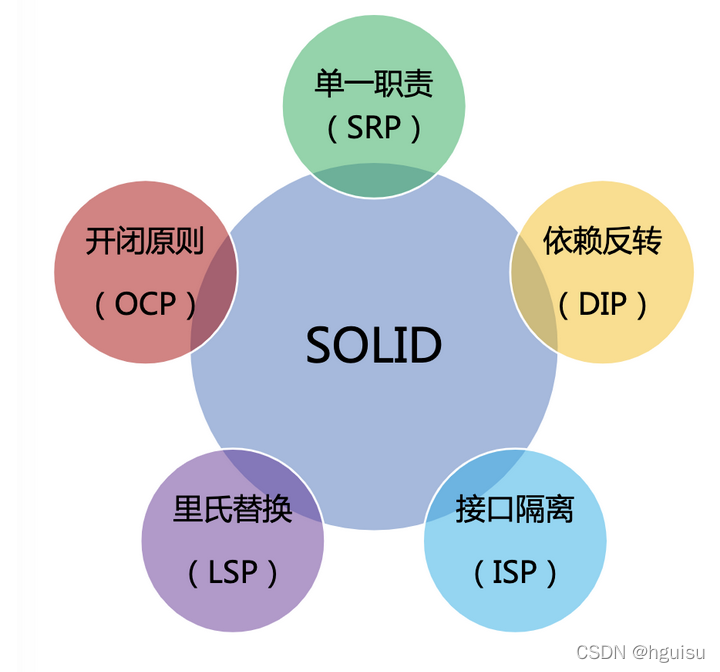 单一职责
（SRP）
开闭原则
（OCP）
依赖反转
（DIP）
SOLID
里氏替换
（LSP）
接口隔离
（ISP）
CSDN @hguisu